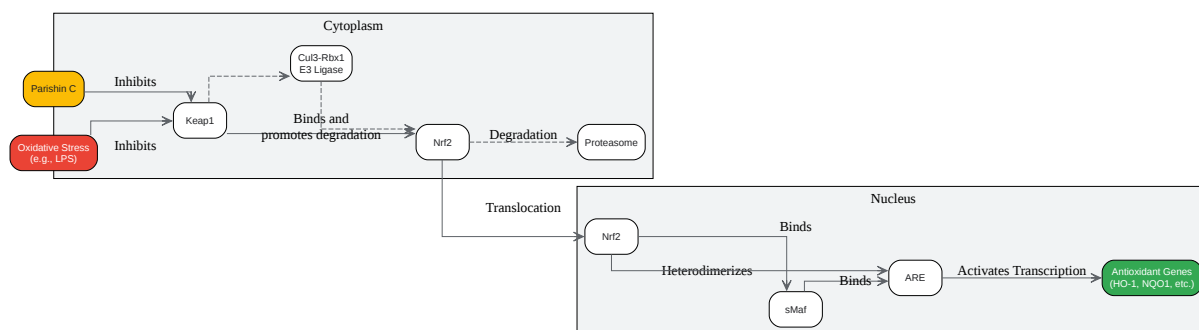 Cytoplasm
Cul3-Rbx1
E3 Ligase
Parishin C
Inhibits
Keap1
Oxidative Stress
(e.g., LPS)
Inhibits
Binds and
promotes degradation
Nrf2
Degradation
Proteasome
Translocation
Nucleus
Nrf2
Binds
Heterodimerizes
sMaf
Binds
ARE
Activates Transcription
Antioxidant Genes
(HO-1, NQO1, etc.)